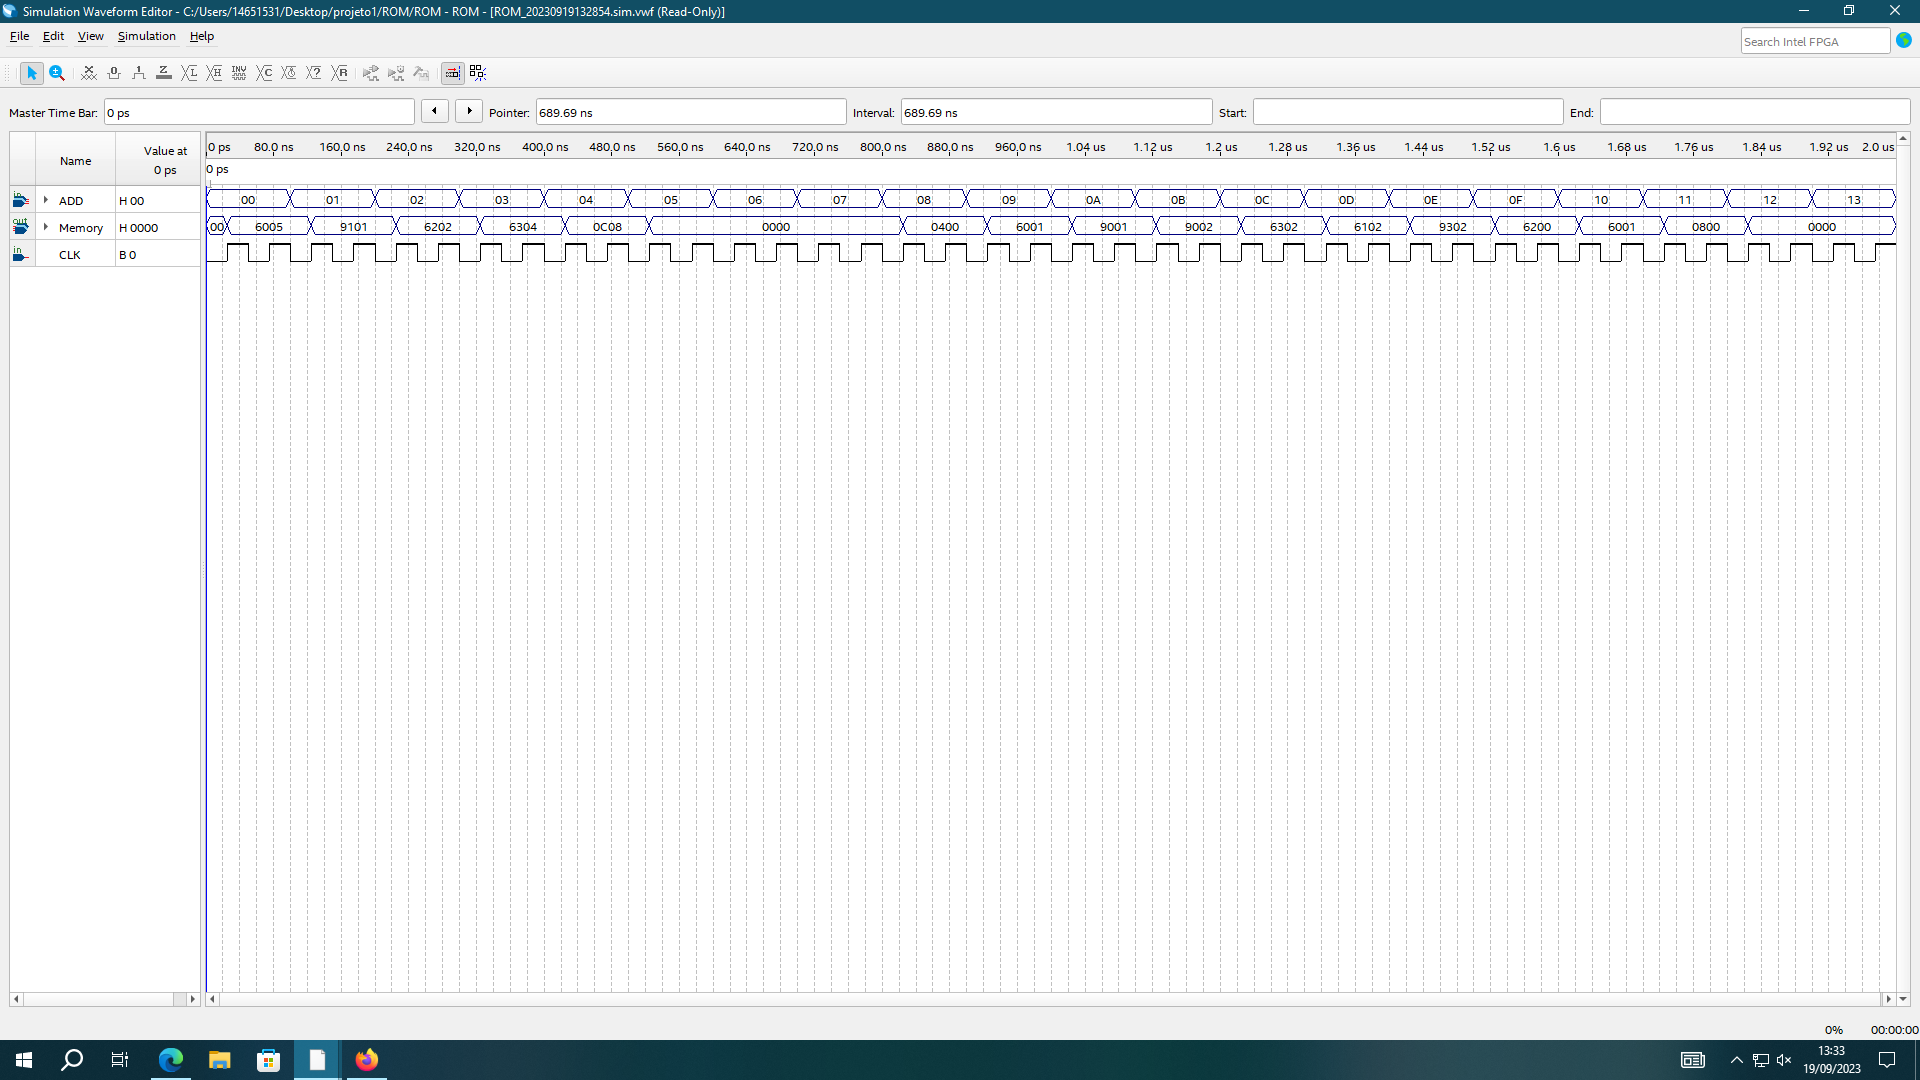 Simulation Waveform Editor - C:/Users/14651531/Desktop/projeto1/ROM/ROM - ROM - [ROM_20230919132854.sim.vwf (Read-Only)]
File Edit View Simulation Help
Search Intel FPGA
Master Time Bar: 0 ps Pointer: 689.69 ns Interval: 689.69 ns Start: End:
Name Value at 0 ps
0 ps 80.0 ns 160.0 ns 240.0 ns 320.0 ns 400.0 ns 480.0 ns 560.0 ns 640.0 ns 720.0 ns 800.0 ns 880.0 ns 960.0 ns 1.04 us 1.12 us 1.2 us 1.28 us 1.36 us 1.44 us 1.52 us 1.6 us 1.68 us 1.76 us 1.84 us 1.92 us 2.0 us
0 ps
ADD H 00 00 01 02 03 04 05 06 07 08 09 0A 0B 0C 0D 0E 0F 10 11 12 13
Memory H 0000 00 6005 9101 6202 6304 0C08 0000 0400 6001 9001 9002 6302 6102 9302 6200 6001 0800 0000
CLK B 0
0% 00:00:00
13:33
19/09/2023